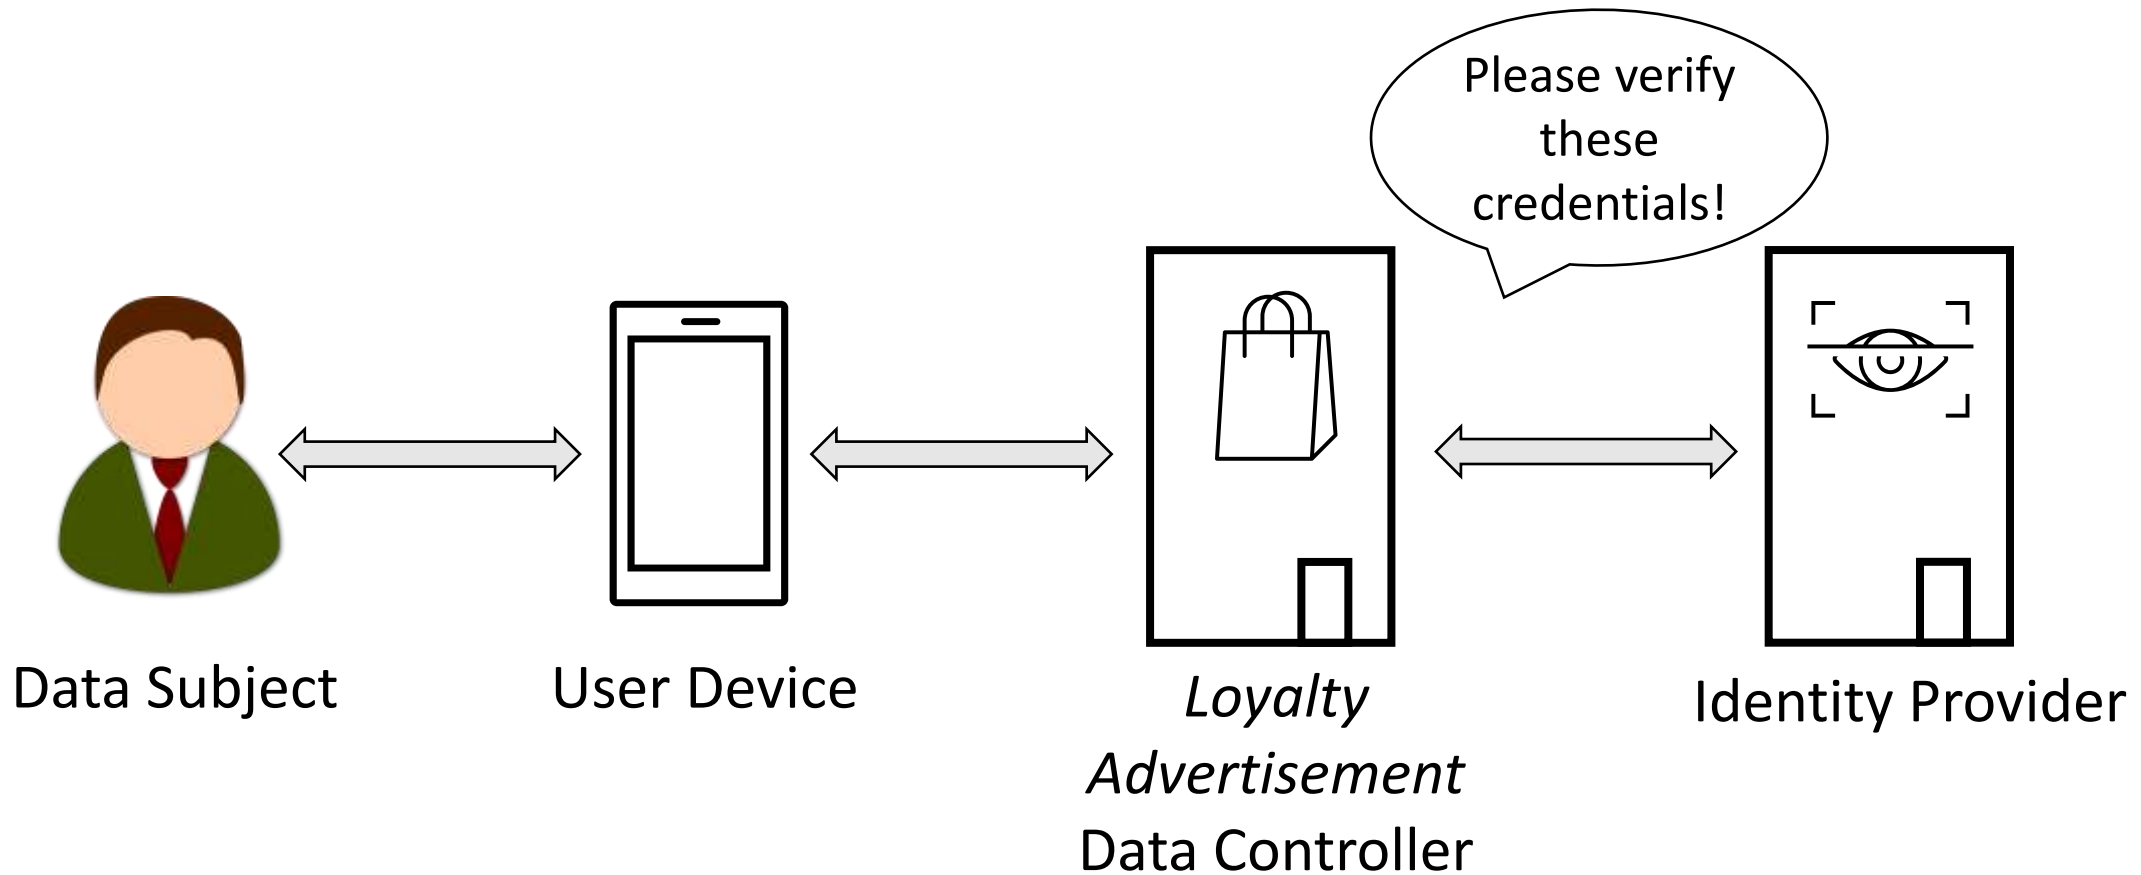 Please verify
these
credentials!
Data Subject
User Device
Loyalty
Advertisement
Data Controller
Identity Provider